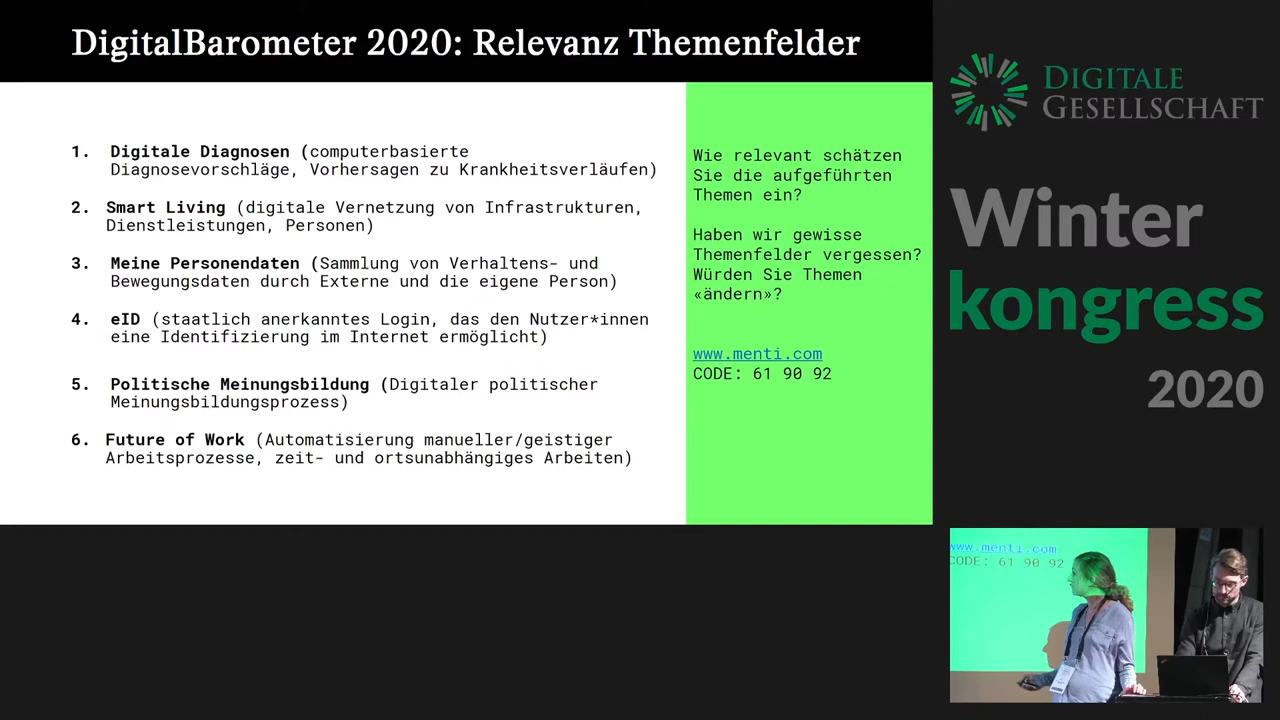 DigitalBarometer 2020: Relevanz Themenfelder
1. Digitale Diagnosen (computerbasierte
Diagnosevorschläge, Vorhersagen zu Krankheitsverläufen)
2. Smart Living (digitale Vernetzung von Infrastrukturen,
Dienstleistungen, Personen)
3. Meine Personendaten (Sammlung von Verhaltens- und
Bewegungsdaten durch Externe und die eigene Person)
4. eID (staatlich anerkanntes Login, das den Nutzer*innen
eine Identifizierung im Internet ermöglicht)
5. Politische Meinungsbildung (Digitaler politischer
Meinungsbildungsprozess)
6. Future of Work (Automatisierung manueller/geistiger
Arbeitsprozesse, zeit- und ortsunabhängiges Arbeiten)
Wie relevant schätzen
Sie die aufgeführten
Themen ein?
Haben wir gewisse
Themenfelder vergessen?
Würden Sie Themen
«ändern»?
www.menti.com
CODE: 61 90 92
DIGITALE
GESELLSCHAFT
Winter
kongress
2020
www.menti.com
CODE: 61 90 92